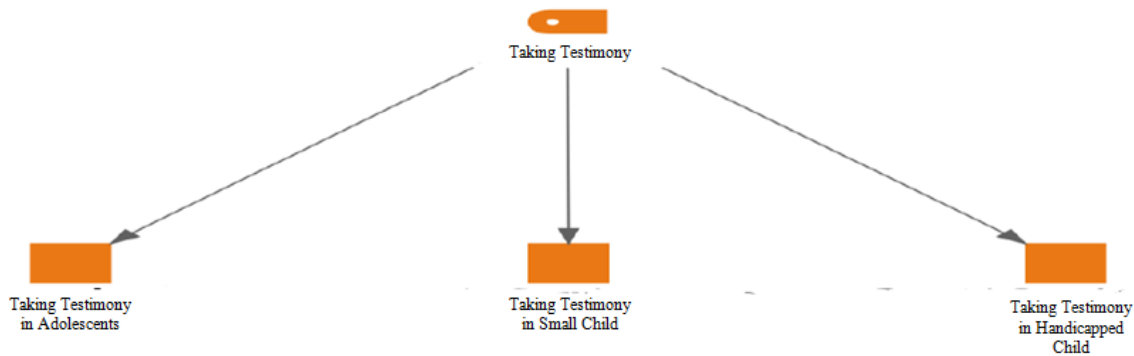 Taking Testimony
Taking Testimony
in Adolescents
Taking Testimony
in Small Child
Taking Testimony
in Handicapped
Child